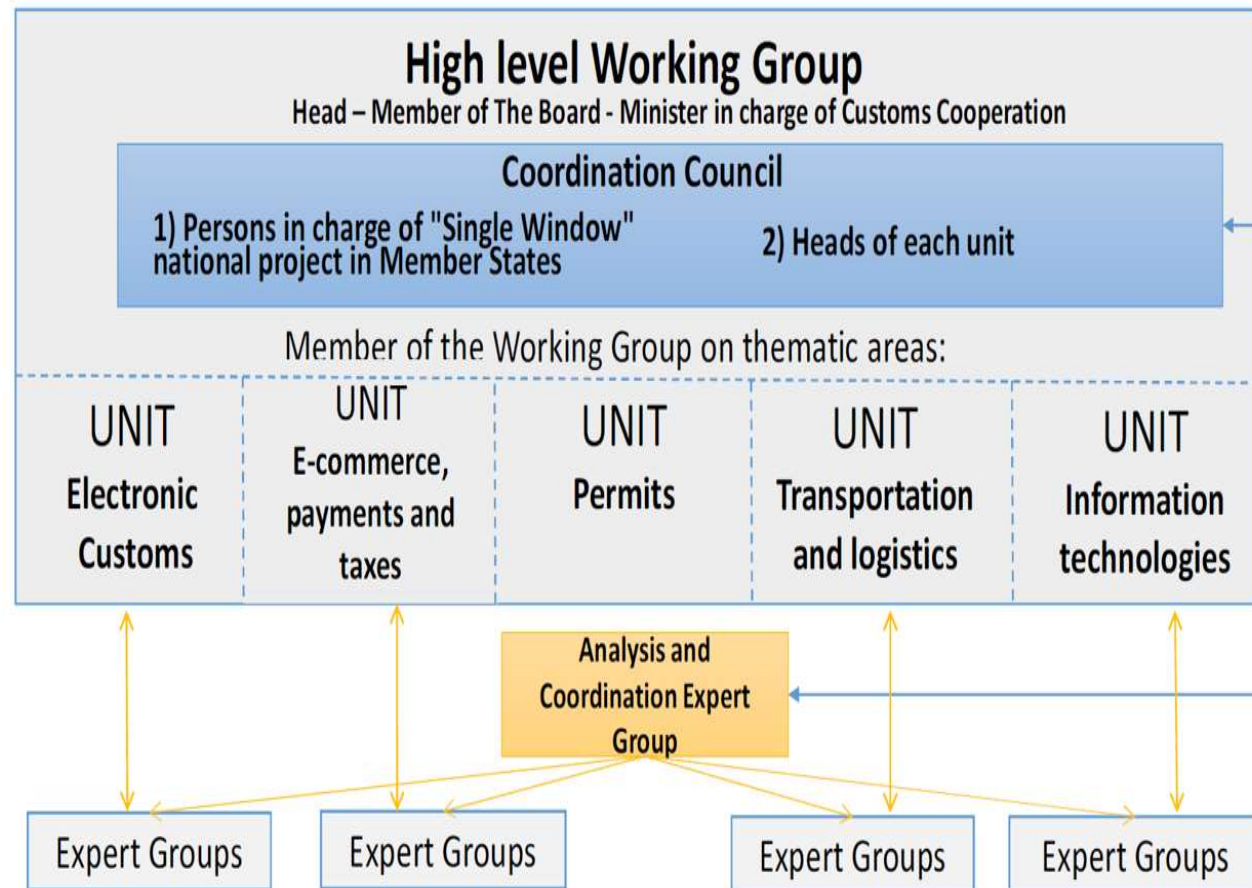 High level Working Group
Head – Member of The Board - Minister in charge of Customs Cooperation
Coordination Council
1) Persons in charge of "Single Window"
national project in Member States
2) Heads of each unit
Member of the Working Group on thematic areas:
UNIT
Electronic
Customs
UNIT
E-commerce,
payments and
taxes
UNIT
Permits
UNIT
Transportation
and logistics
UNIT
Information
technologies
Analysis and
Coordination Expert
Group
Expert Groups
Expert Groups
Expert Groups
Expert Groups